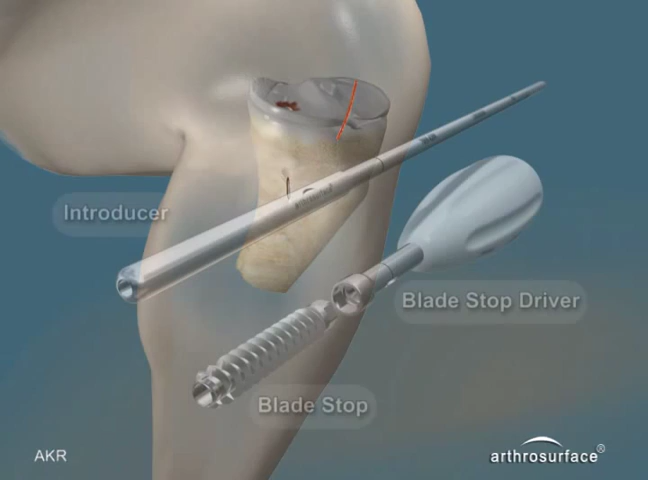 Introducer
Blade Stop Driver
Blade Stop
AKR
arthrosurface®